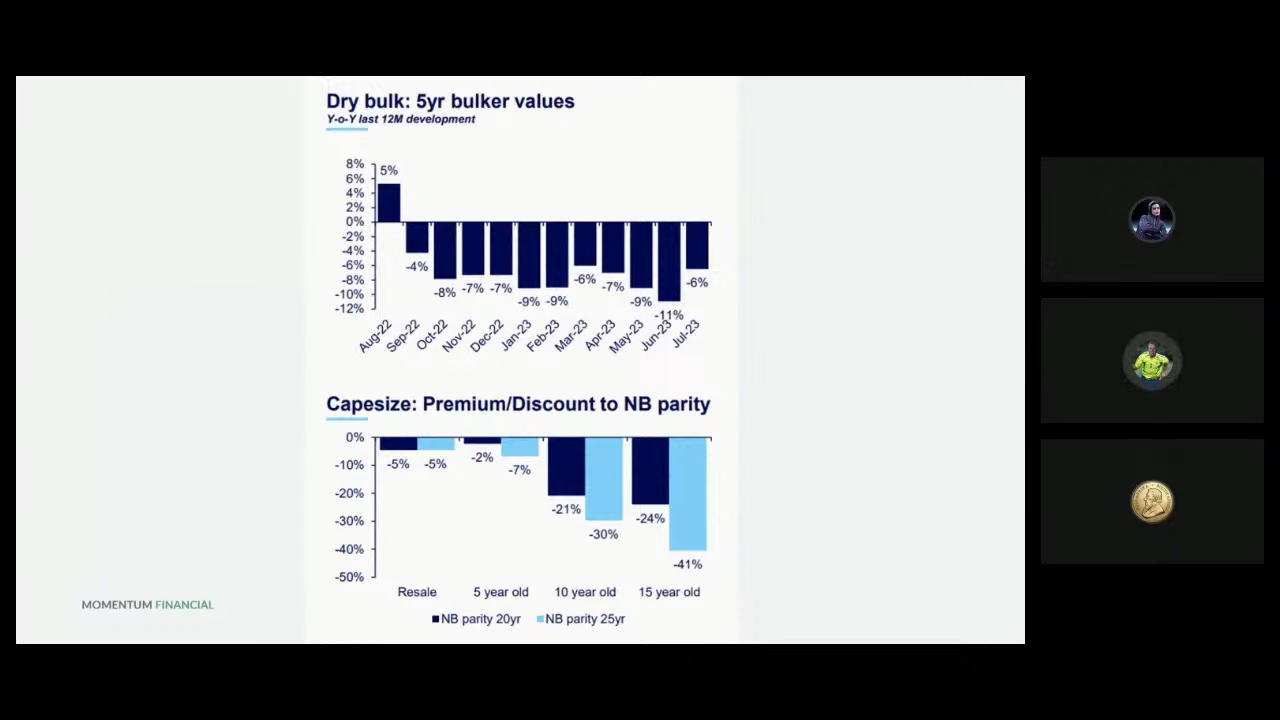 Dry bulk: 5yr bulker values
Y-o-Y last 12M development
8%
6%
4%
2%
0%
-2%
-4%
-6%
-8%
-10%
-12%
5%
-4%
-8%
-7%
-7%
-9%
-9%
-6%
-7%
-9%
-11%
-6%
Aug-22
Sep-22
Oct-22
Nov-22
Dec-22
Jan-23
Feb-23
Mar-23
Apr-23
May-23
Jun-23
Jul-23
Capesize: Premium/Discount to NB parity
0%
-10%
-20%
-30%
-40%
-50%
-5%
-5%
-2%
-7%
-21%
-30%
-24%
-41%
Resale
5 year old
10 year old
15 year old
NB parity 20yr
NB parity 25yr
MOMENTUM FINANCIAL